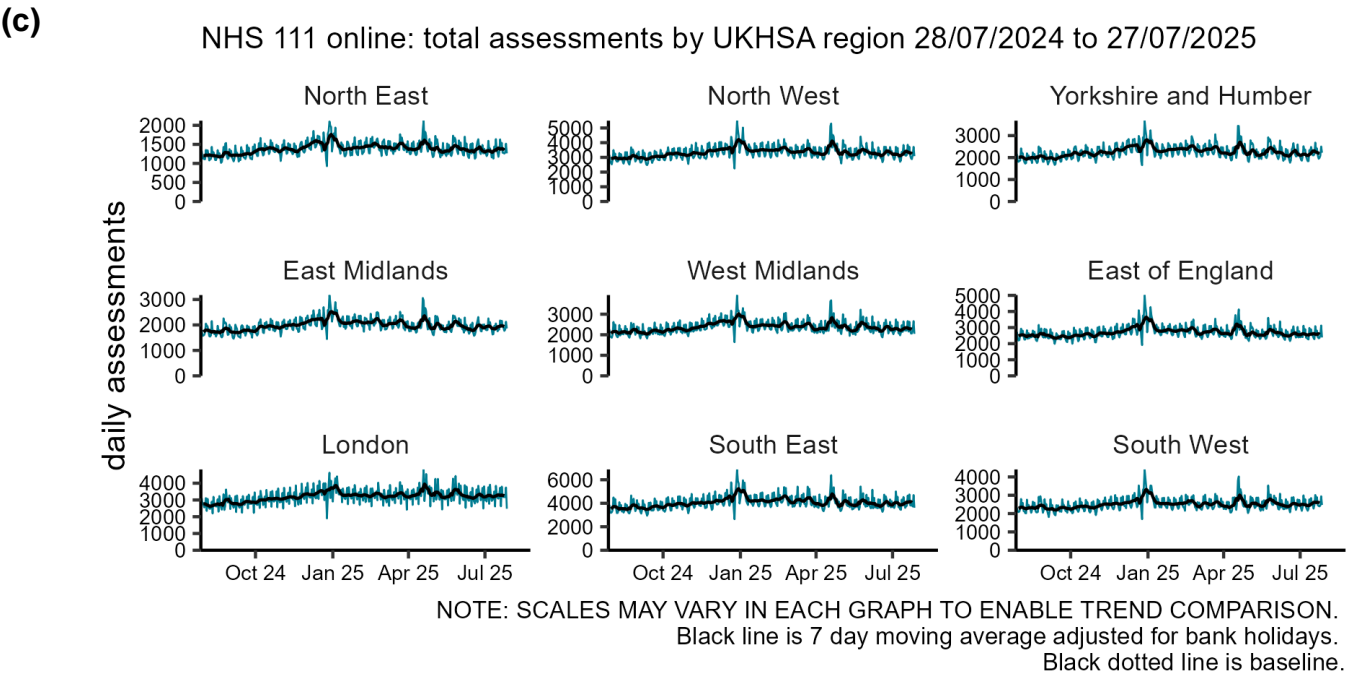 (c)
NHS 111 online: total assessments by UKHSA region 28/07/2024 to 27/07/2025
daily assessments
North East
2000
1500
1000
500
0
North West
5000
4000
3000
2000
1000
0
Yorkshire and Humber
3000
2000
1000
0
East Midlands
3000
2000
1000
0
West Midlands
3000
2000
1000
0
East of England
5000
4000
3000
2000
1000
0
London
4000
3000
2000
1000
0
Oct 24 Jan 25 Apr 25 Jul 25
South East
6000
4000
2000
0
Oct 24 Jan 25 Apr 25 Jul 25
South West
4000
3000
2000
1000
0
Oct 24 Jan 25 Apr 25 Jul 25
NOTE: SCALES MAY VARY IN EACH GRAPH TO ENABLE TREND COMPARISON.
Black line is 7 day moving average adjusted for bank holidays.
Black dotted line is baseline.